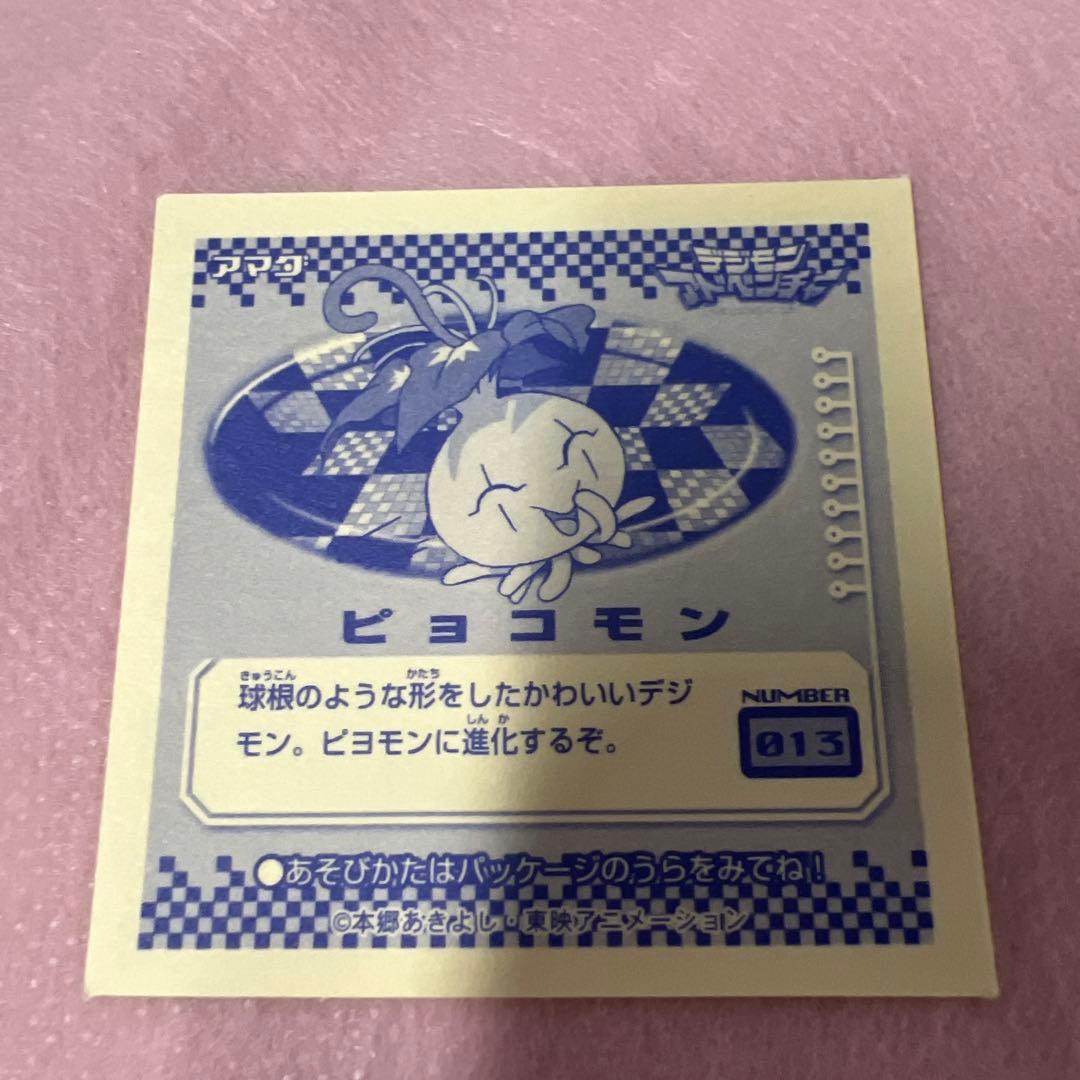 アマダ
デジモン
アドベンチャー
ピョコモン
きゅうこん かたち
球根のような形をしたかわいいデジ
しんか
モン。ピヨモンに進化するぞ。
NUMBER
013
●あそびかたはパッケージのうらをみてね！
©本郷あきよし・東映アニメーション